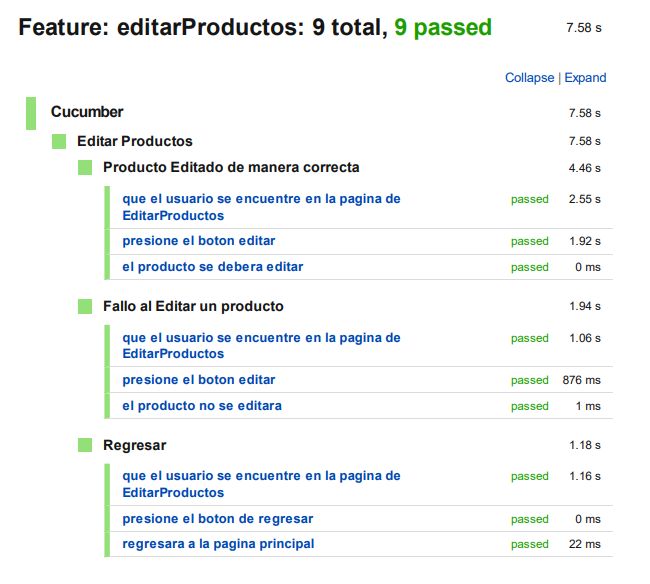 Feature: editarProductos: 9 total, 9 passed 7.58 s
Collapse | Expand
Cucumber 7.58 s
Editar Productos 7.58 s
Producto Editado de manera correcta 4.46 s
que el usuario se encuentre en la pagina de passed 2.55 s
EditarProductos
presione el boton editar passed 1.92 s
el producto se debera editar passed 0 ms
Fallo al Editar un producto 1.94 s
que el usuario se encuentre en la pagina de passed 1.06 s
EditarProductos
presione el boton editar passed 876 ms
el producto no se editara passed 1 ms
Regresar 1.18 s
que el usuario se encuentre en la pagina de passed 1.16 s
EditarProductos
presione el boton de regresar passed 0 ms
regresara a la pagina principal passed 22 ms